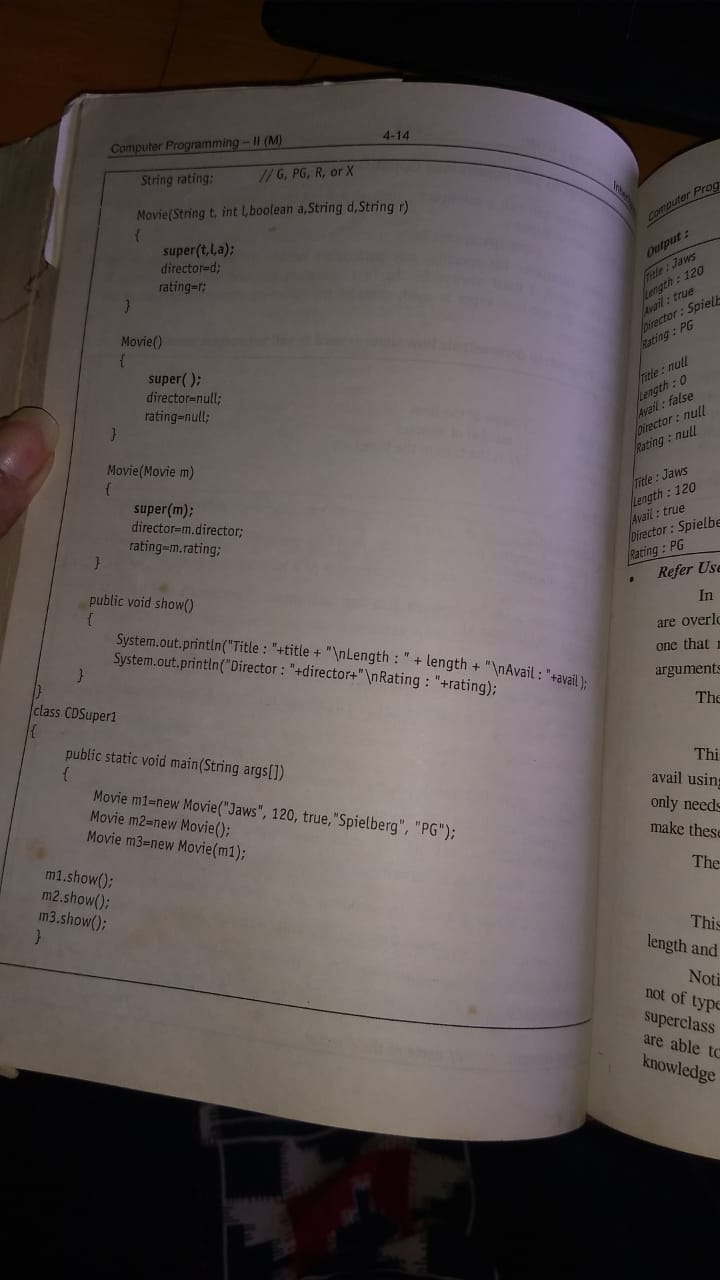 Computer Programming – II (M)
4-14
String rating; // G, PG, R, or X
Movie(String t, int l,boolean a,String d,String r)
{
super(t,l,a);
director=d;
rating=r;
}
Movie()
{
super( );
director=null;
rating=null;
}
Movie(Movie m)
{
super(m);
director=m.director;
rating=m.rating;
}
public void show()
{
System.out.println("Title : "+title + "\nLength : " + length + "\nAvail : "+avail);
System.out.println("Director : "+director+"\nRating : "+rating);
}
}
class CDSuper1
{
public static void main(String args[])
{
Movie m1=new Movie("Jaws", 120, true,"Spielberg", "PG");
Movie m2=new Movie();
Movie m3=new Movie(m1);
m1.show();
m2.show();
m3.show();
}
Computer Prog
Output :
Title : Jaws
Length : 120
Avail : true
Director : Spielb
Rating : PG
Title : null
Length : 0
Avail : false
Director : null
Rating : null
Title : Jaws
Length : 120
Avail : true
Director : Spielbe
Rating : PG
• Refer Use
In
are overlo
one that
arguments
The
Thi
avail using
only needs
make these
The
This
length and
Noti
not of type
superclass
are able to
knowledge